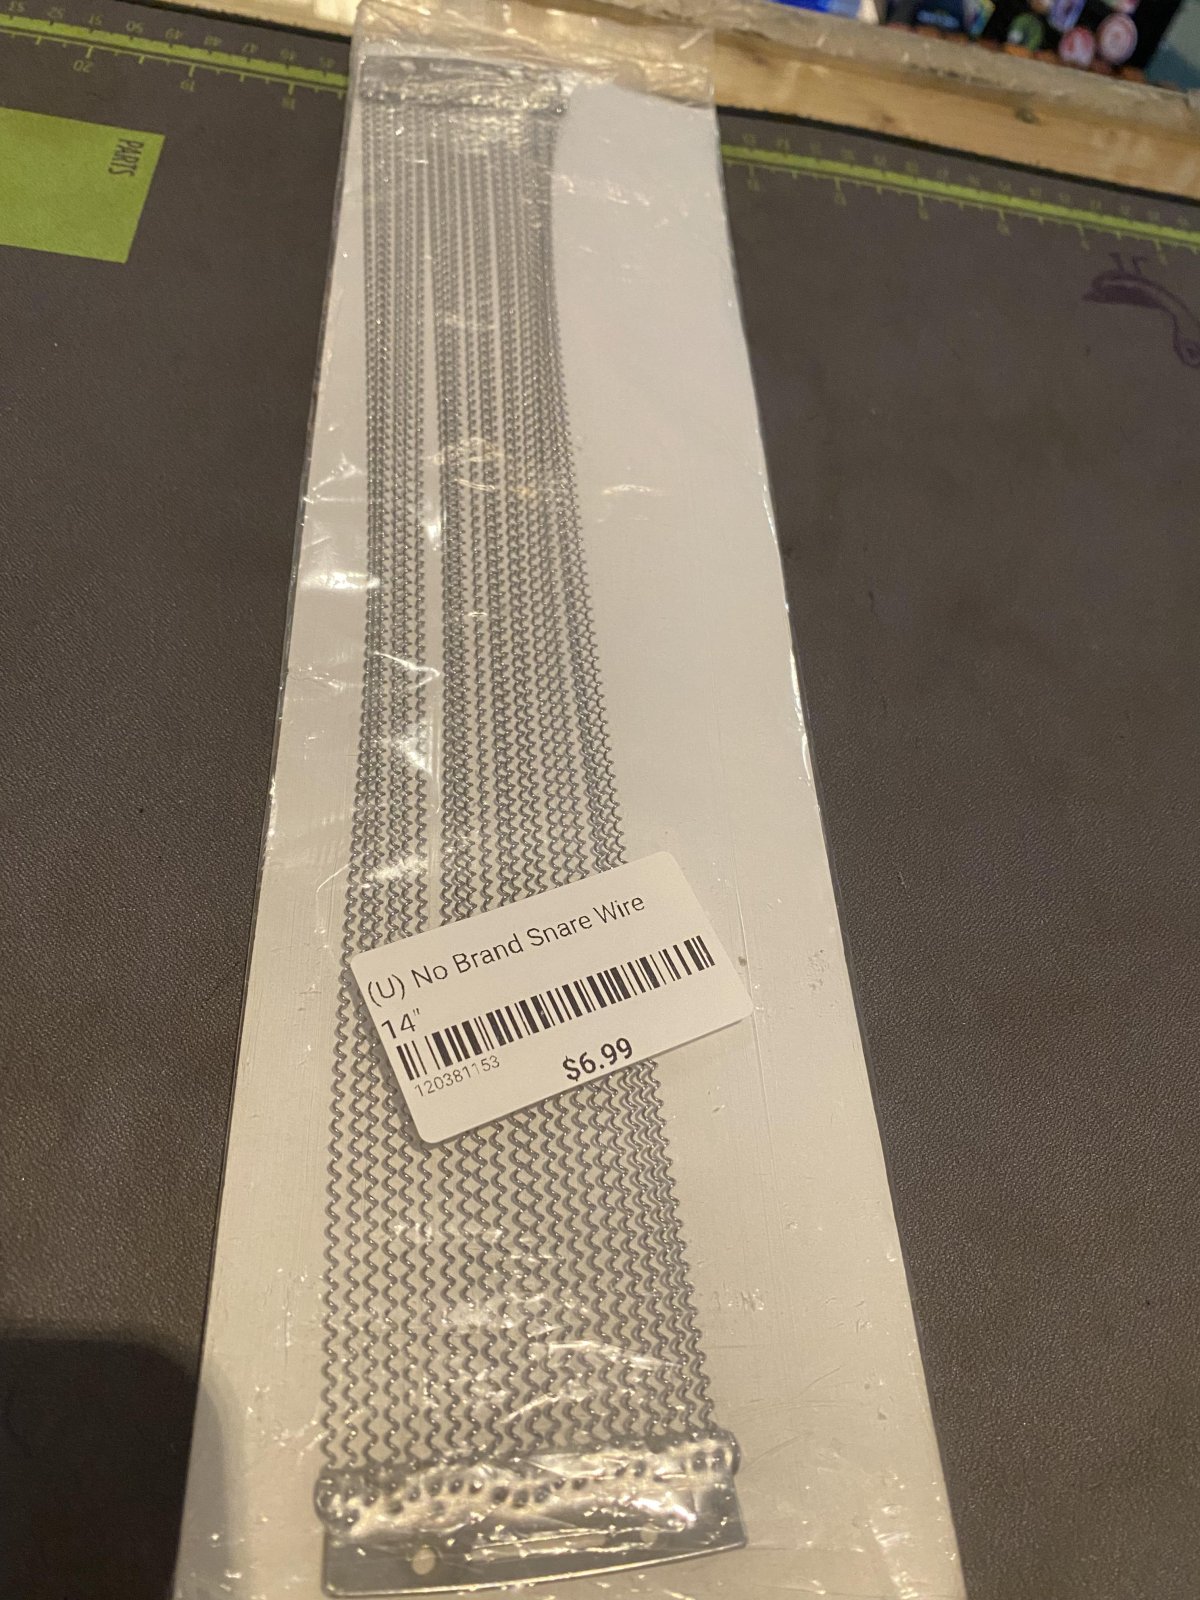 PARTS
(U) No Brand Snare Wire
14"
120381153
$6.99